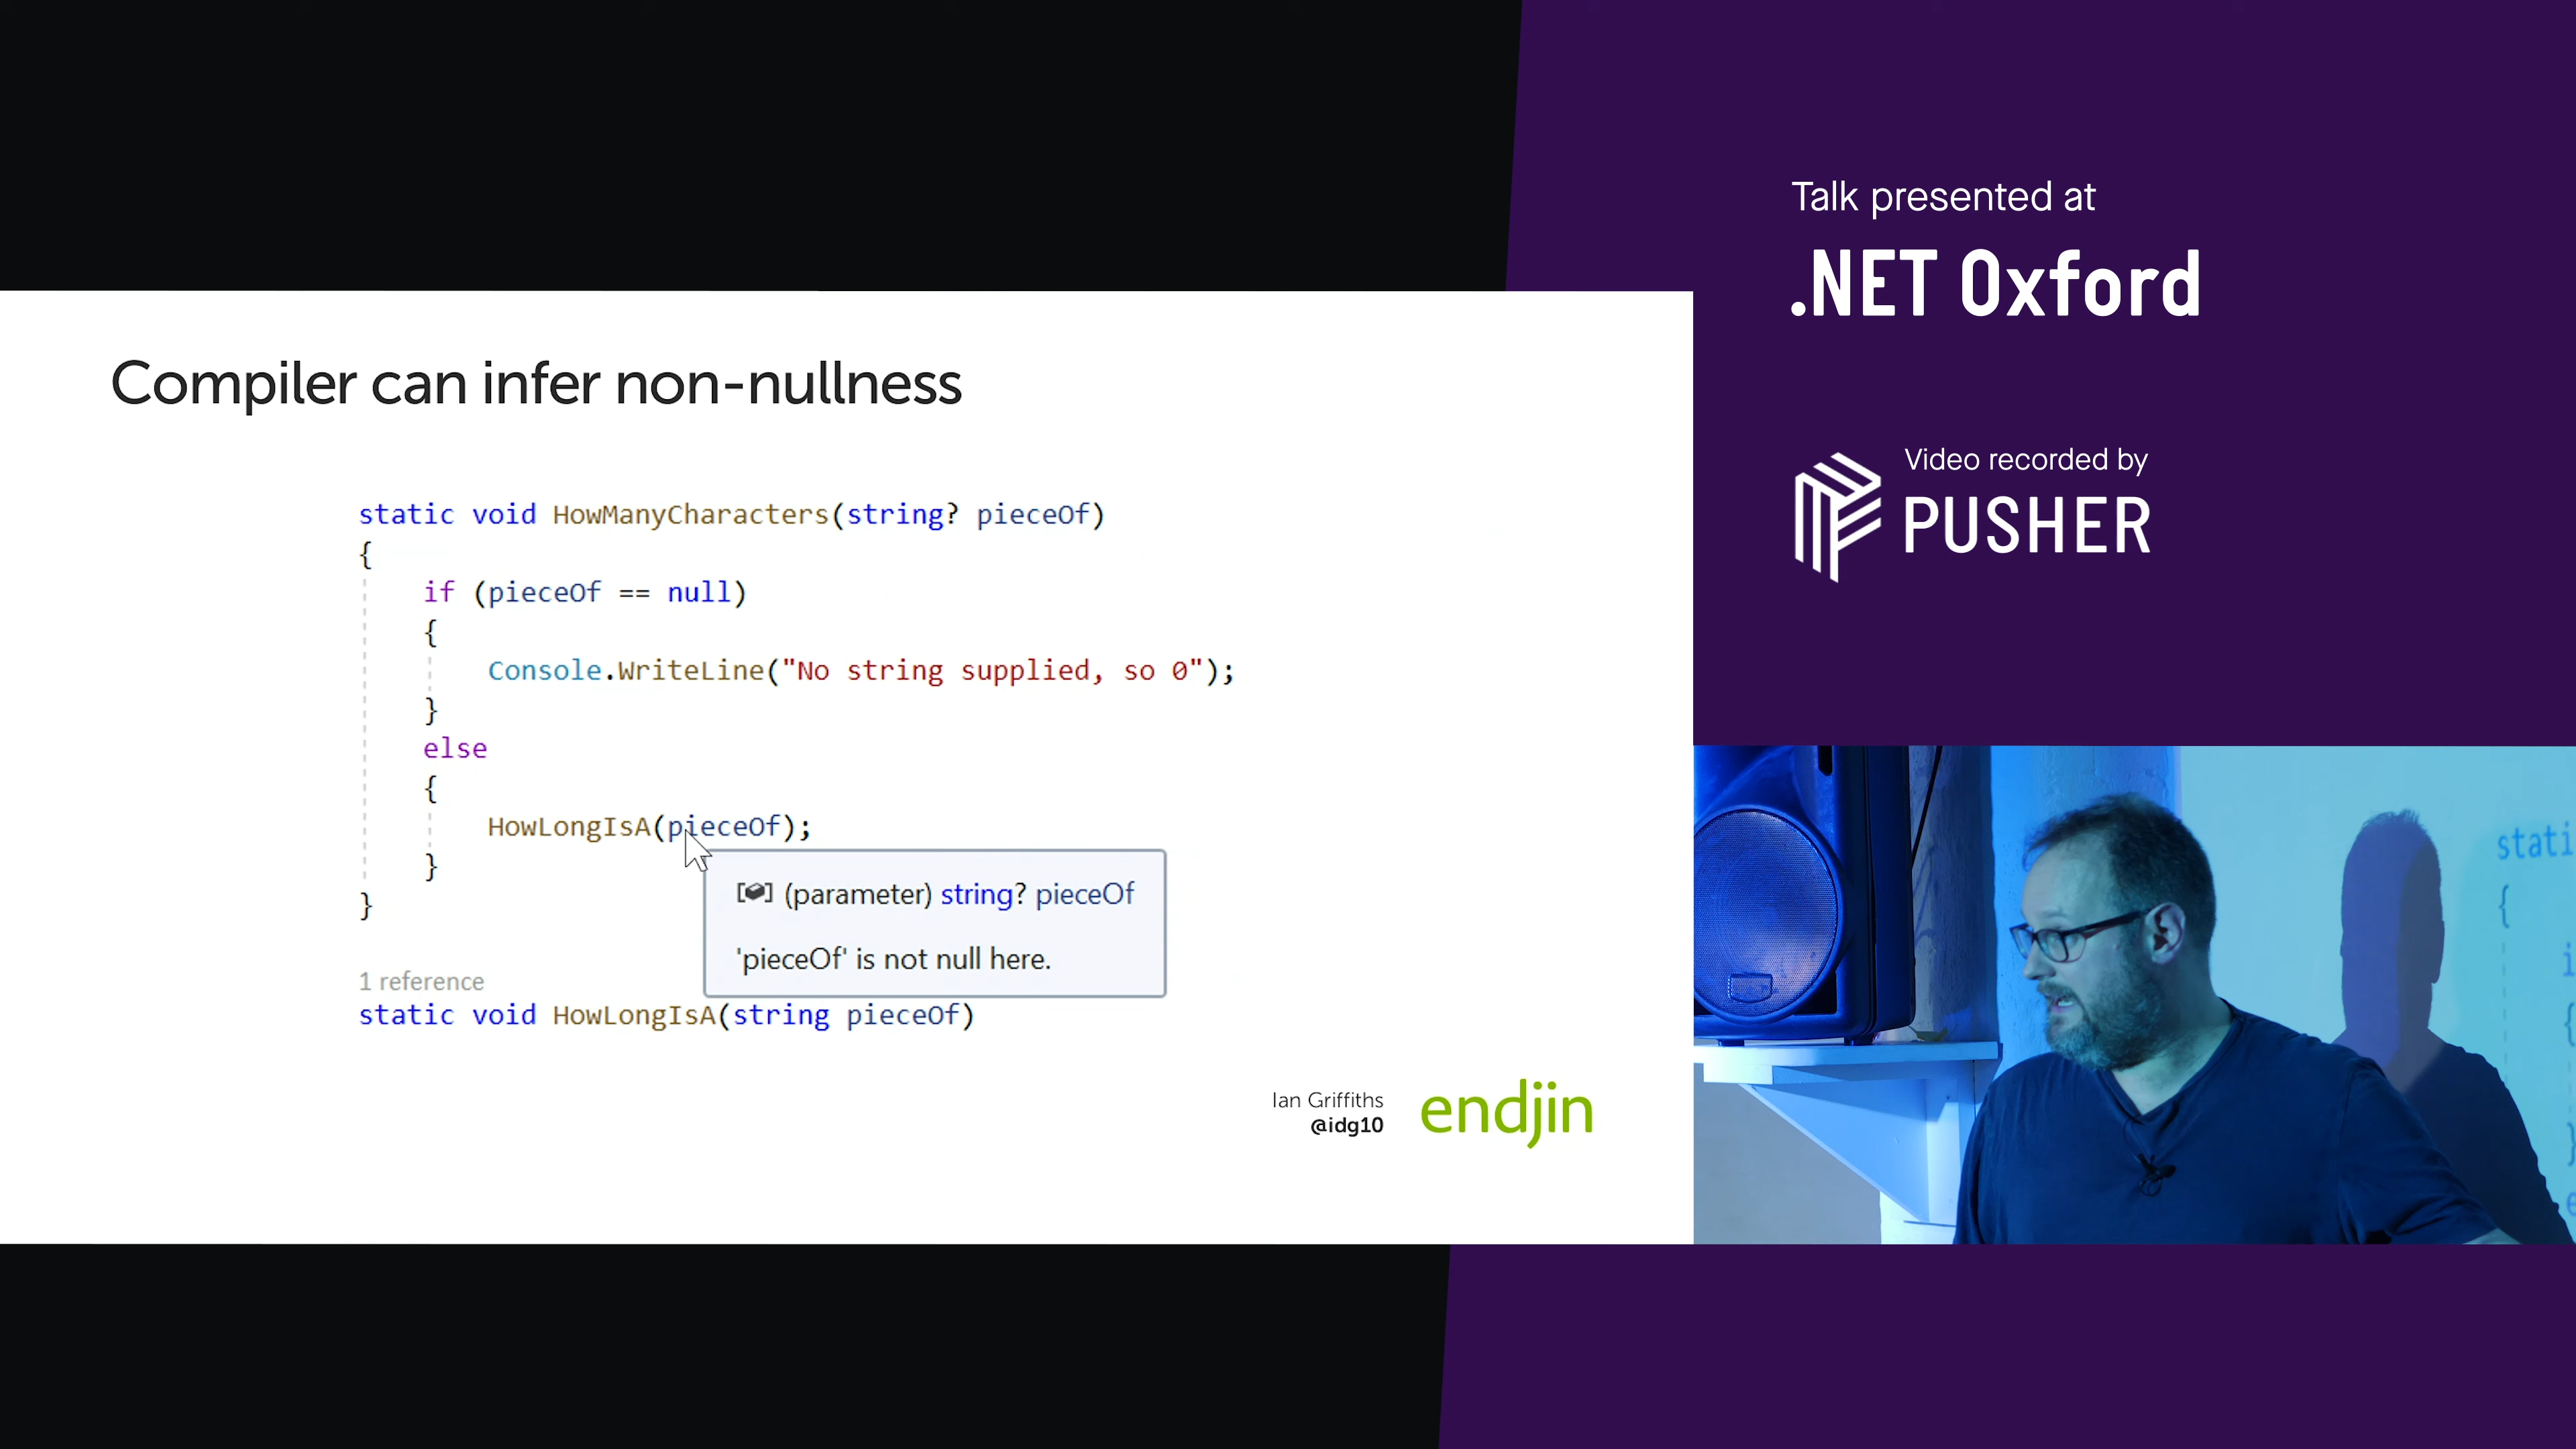 Talk presented at
.NET Oxford
Video recorded by
PUSHER
Compiler can infer non-nullness
static void HowManyCharacters(string? pieceOf)
{
if (pieceOf == null)
{
Console.WriteLine("No string supplied, so 0");
}
else
{
HowLongIsA(pieceOf);
}
}
(parameter) string? pieceOf
'pieceOf' is not null here.
1 reference
static void HowLongIsA(string pieceOf)
Ian Griffiths
@idg10
endjin
stati
{
i
{
}
e